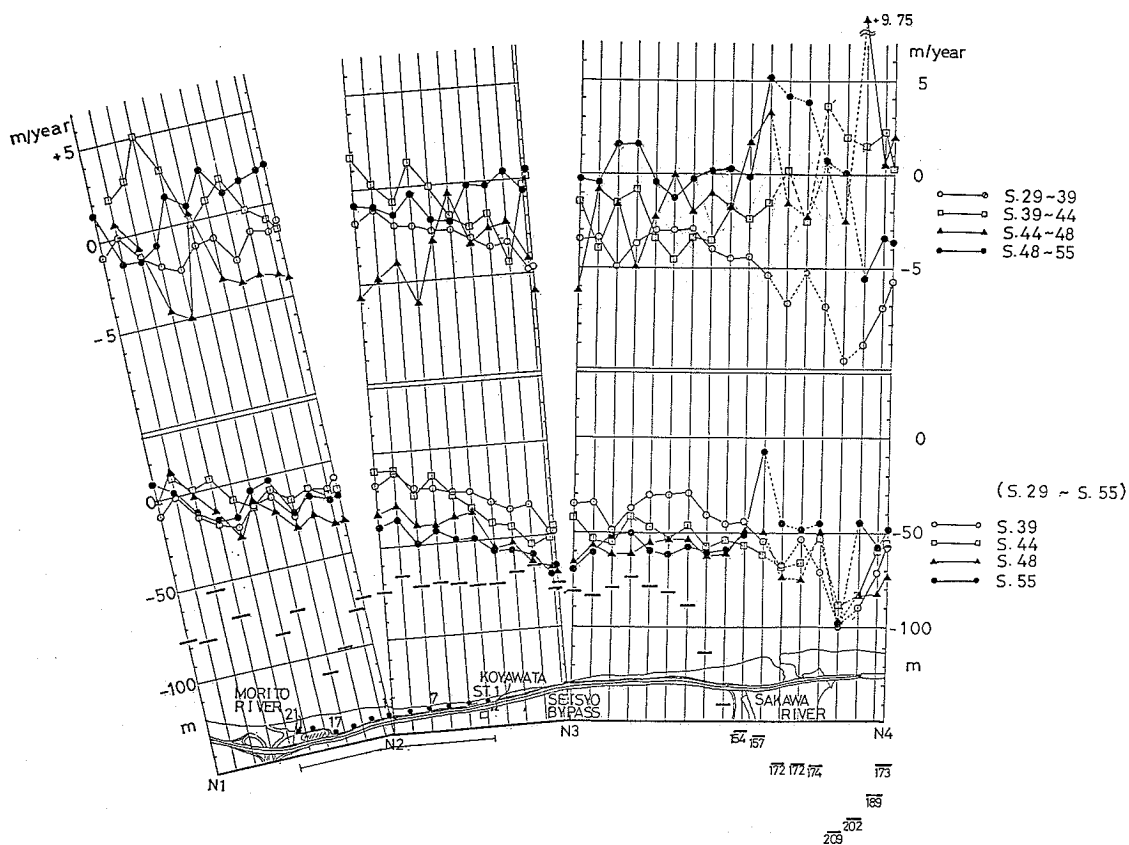 +9.75
m/year
5
0
-5
m/year
+5
0
-5
S.29~39
S.39~44
S.44~48
S.48~55
0
-50
-100
m
0
-50
-100
m
(S.29 ~ S.55)
S.39
S.44
S.48
S.55
MORITO
RIVER
21
17
7
1
KOYAWATA
ST.1
SEISYO
BYPASS
SAKAWA
RIVER
N1
N2
N3
N4
154
157
172
172
174
209
202
189
173